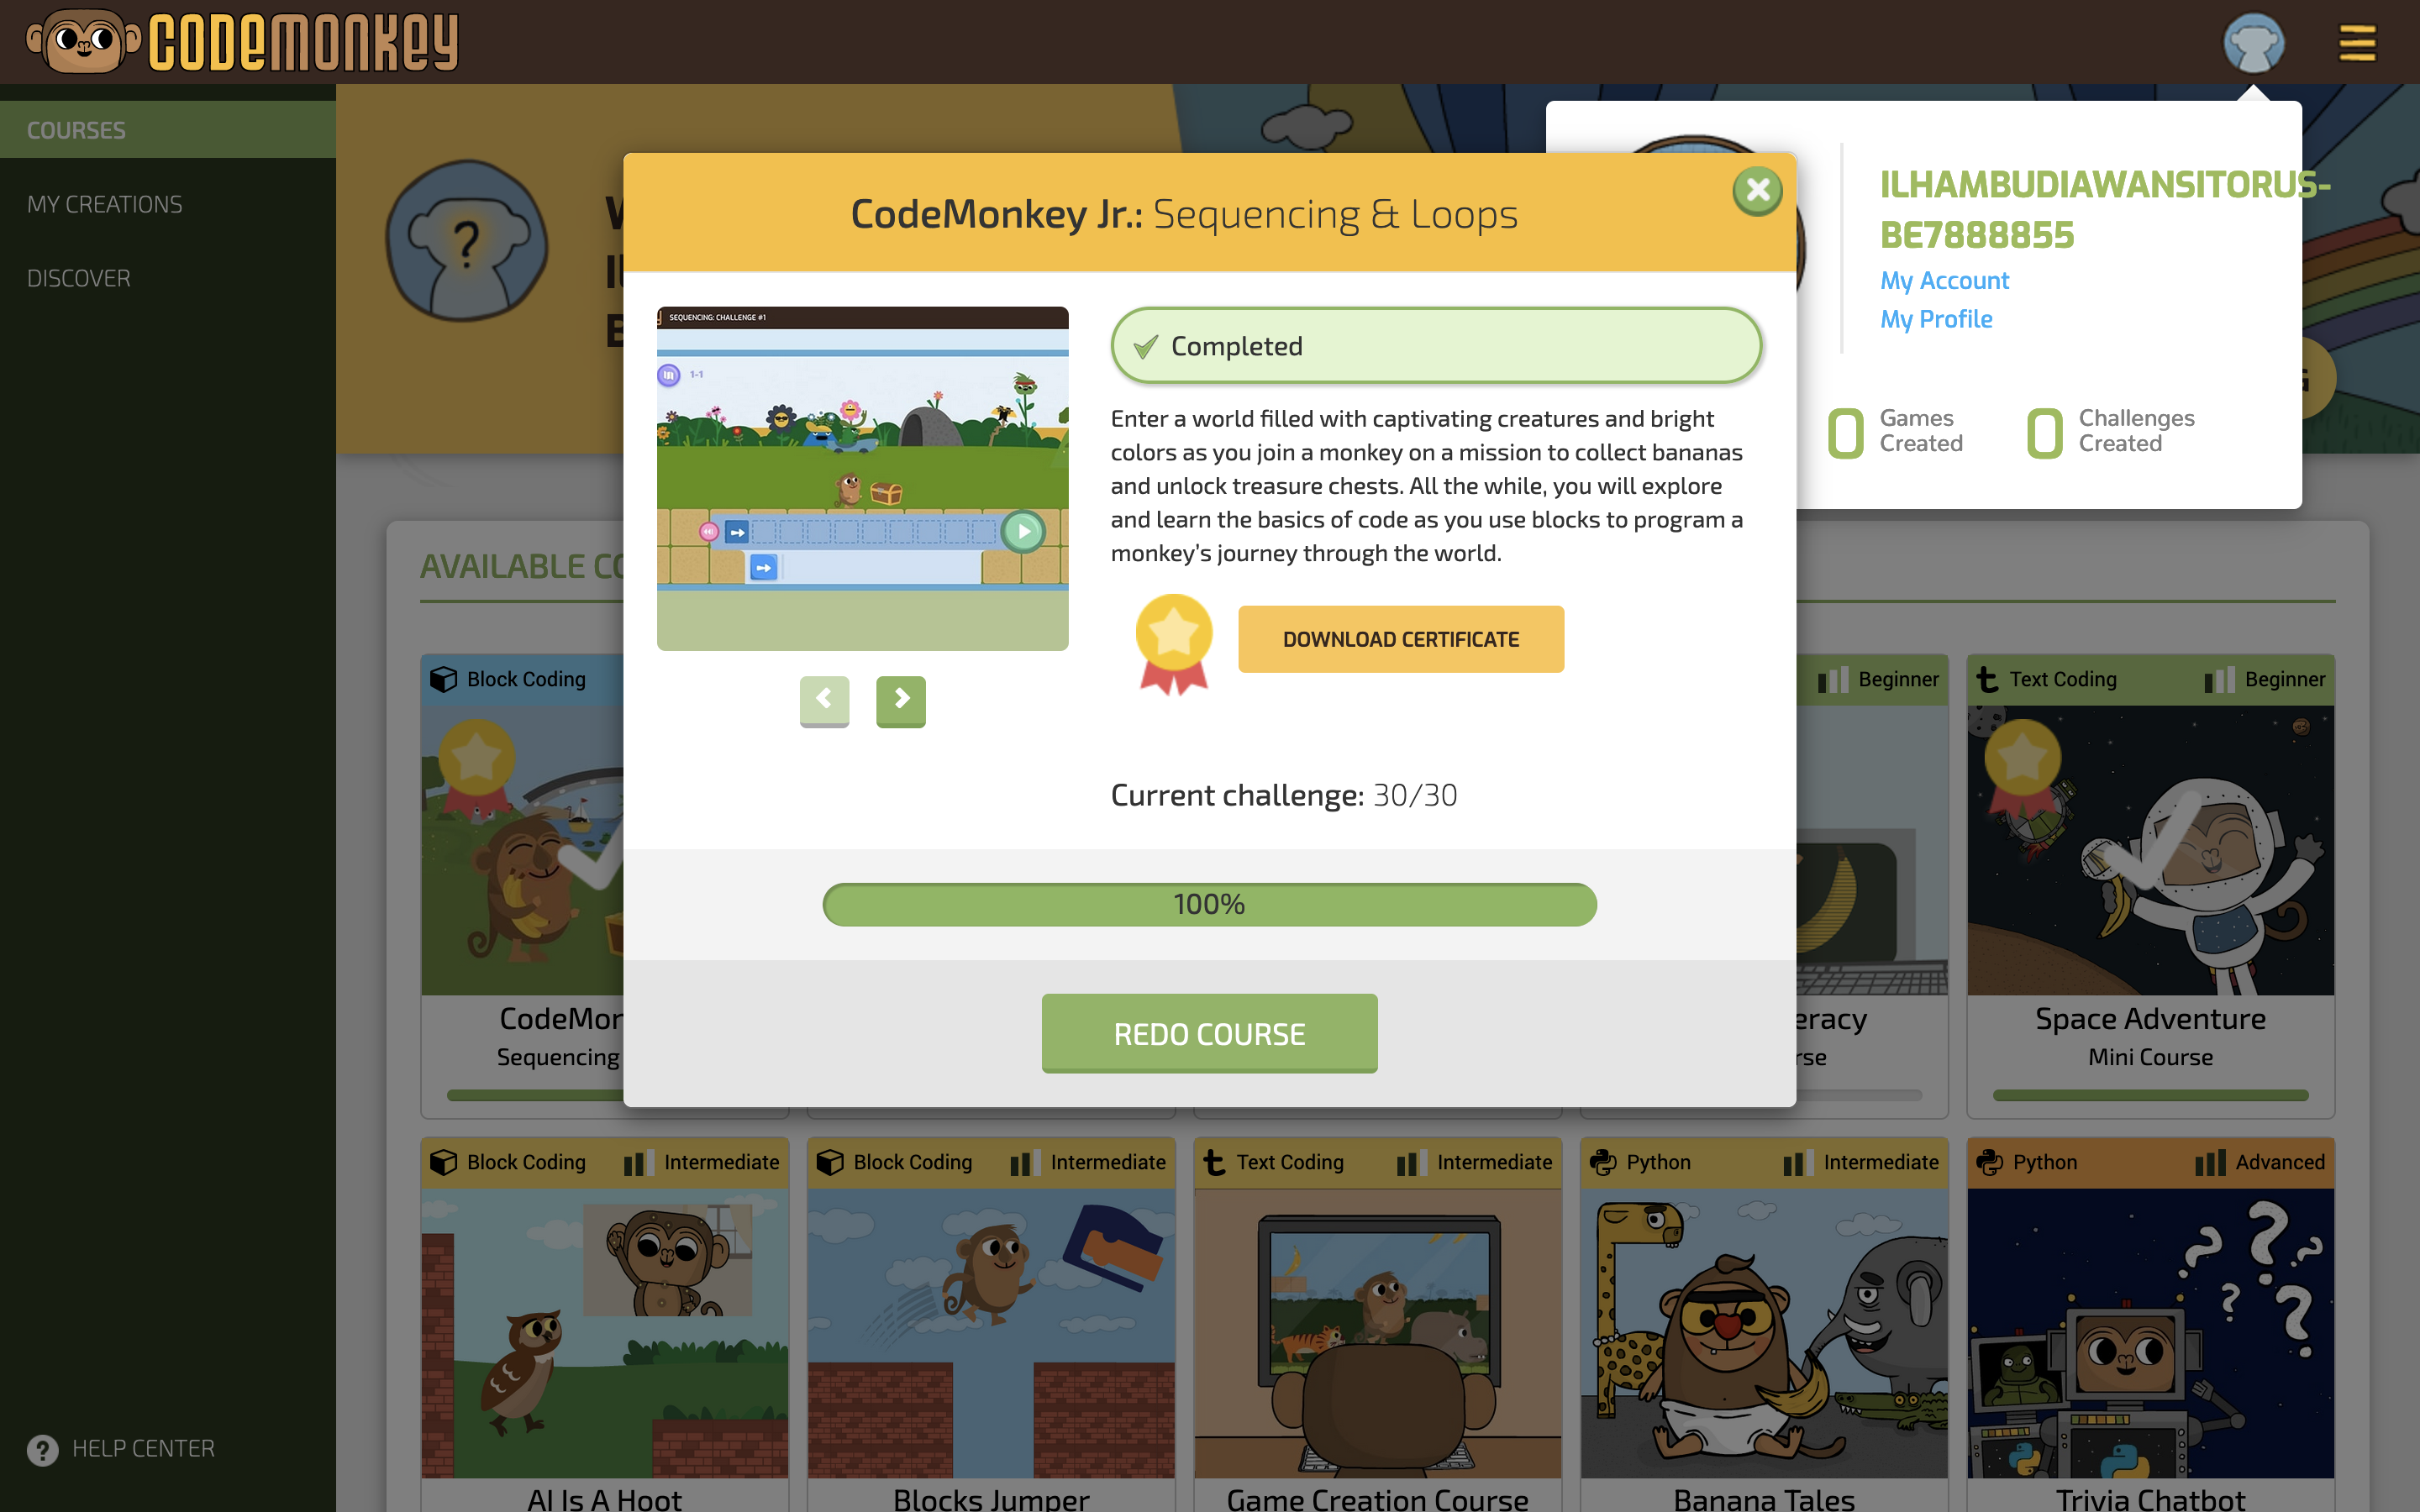 CODEMONKEY
COURSES
MY CREATIONS
DISCOVER
HELP CENTER
ILHAMBUDIAWANSITORUS-
BE7888855
My Account
My Profile
0 Games Created
0 Challenges Created
CodeMonkey Jr.: Sequencing & Loops
SEQUENCING: CHALLENGE #1
1-1
Completed
Enter a world filled with captivating creatures and bright
colors as you join a monkey on a mission to collect bananas
and unlock treasure chests. All the while, you will explore
and learn the basics of code as you use blocks to program a
monkey's journey through the world.
DOWNLOAD CERTIFICATE
Current challenge: 30/30
100%
REDO COURSE
AVAILABLE
Block Coding
Sequencing
Beginner
Text Coding Beginner
Space Adventure
Mini Course
Block Coding Intermediate
AI Is A Hoot
Block Coding Intermediate
Blocks Jumper
Text Coding Intermediate
Game Creation Course
Python Intermediate
Banana Tales
Python Advanced
Trivia Chatbot